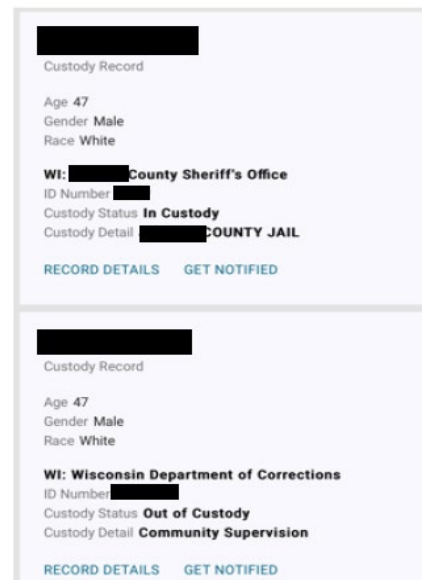 Custody Record
Age 47
Gender Male
Race White
WI: County Sheriff's Office
ID Number
Custody Status In Custody
Custody Detail COUNTY JAIL
RECORD DETAILS GET NOTIFIED
Custody Record
Age 47
Gender Male
Race White
WI: Wisconsin Department of Corrections
ID Number
Custody Status Out of Custody
Custody Detail Community Supervision
RECORD DETAILS GET NOTIFIED